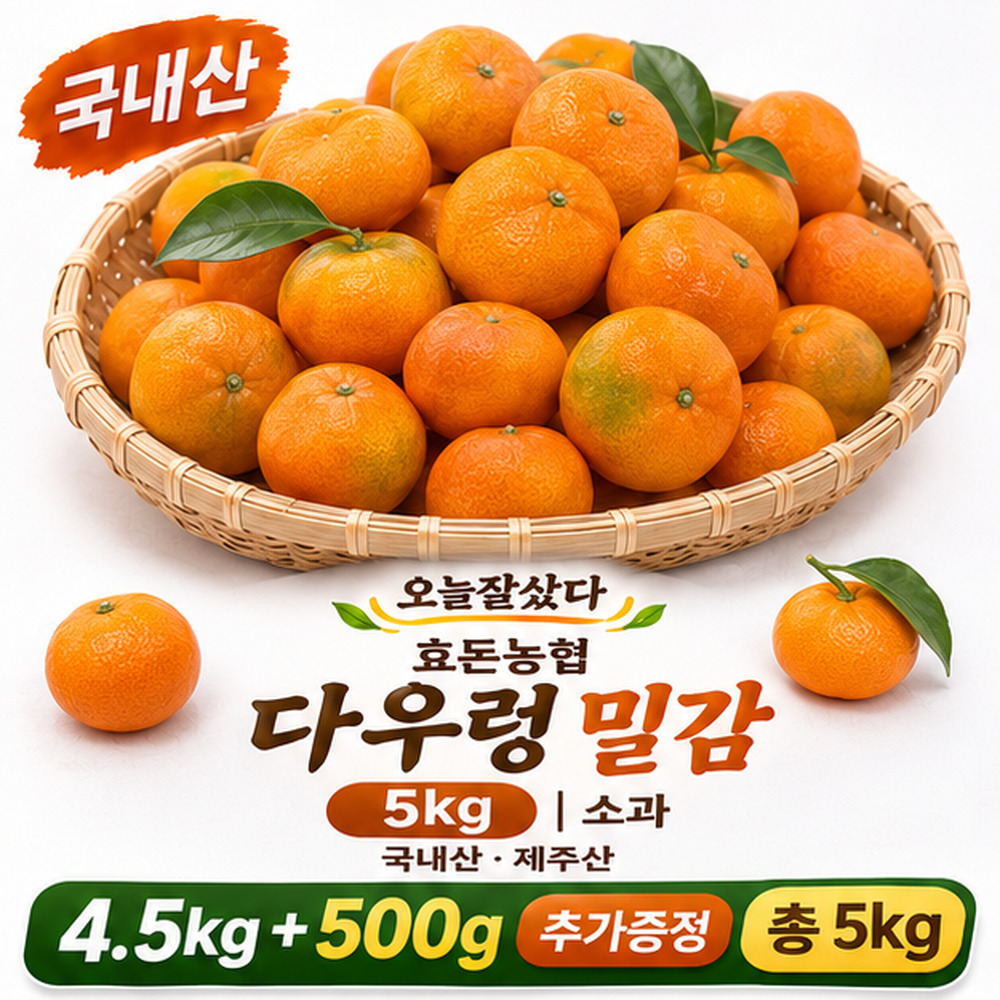 국내산
오늘잘샀다
효돈농협
다우렁 밀감
5kg | 소과
국내산 · 제주산
4.5kg + 500g 추가증정 총 5kg